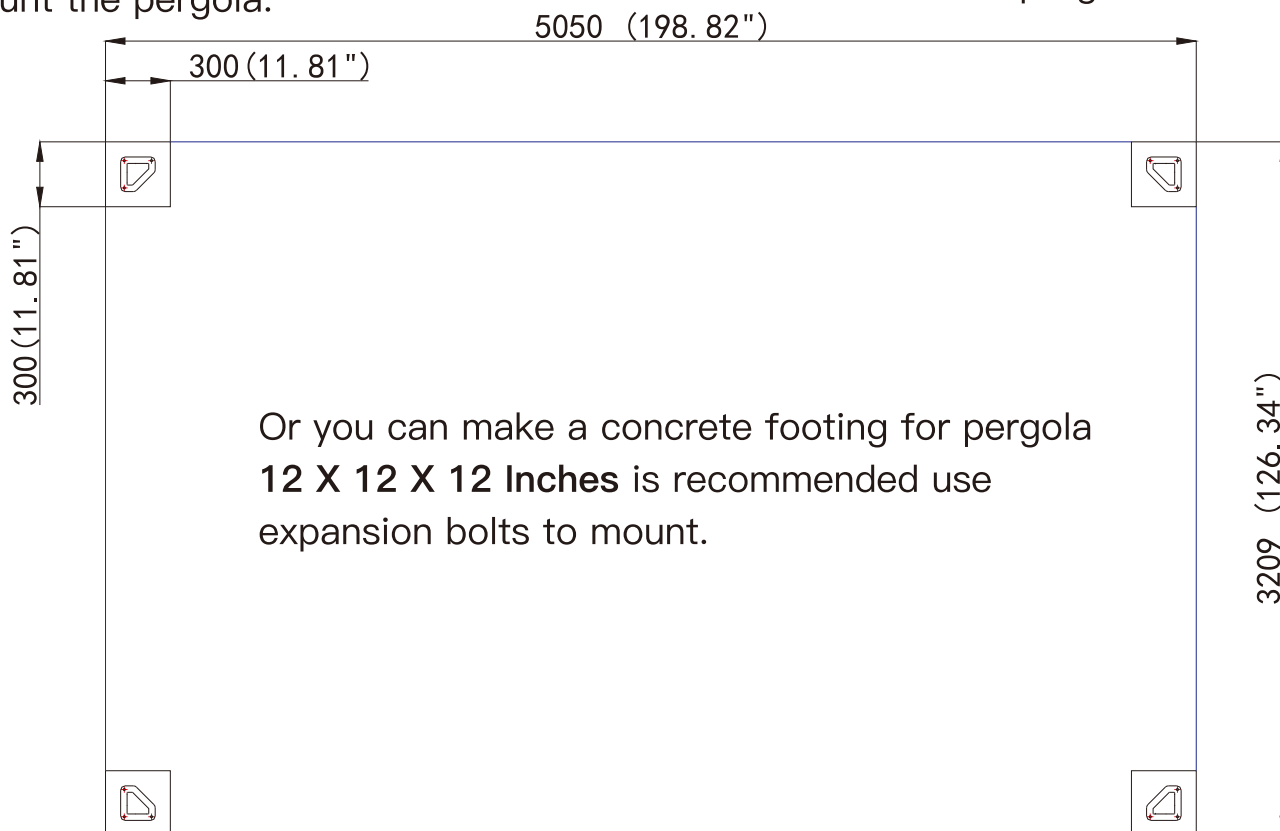 unt the pergola.
5050 (198.82")
300(11.81")
300(11.81")
Or you can make a concrete footing for pergola
12 X 12 X 12 Inches is recommended use
expansion bolts to mount.
3209 (126.34")